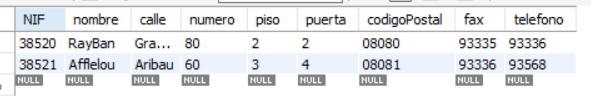 NIF nombre calle numero piso puerta codigoPostal fax telefono
38520 RayBan Gra... 80 2 2 08080 93335 93336
38521 Afflelou Aribau 60 3 4 08081 93336 93568
NULL NULL NULL NULL NULL NULL NULL NULL NULL